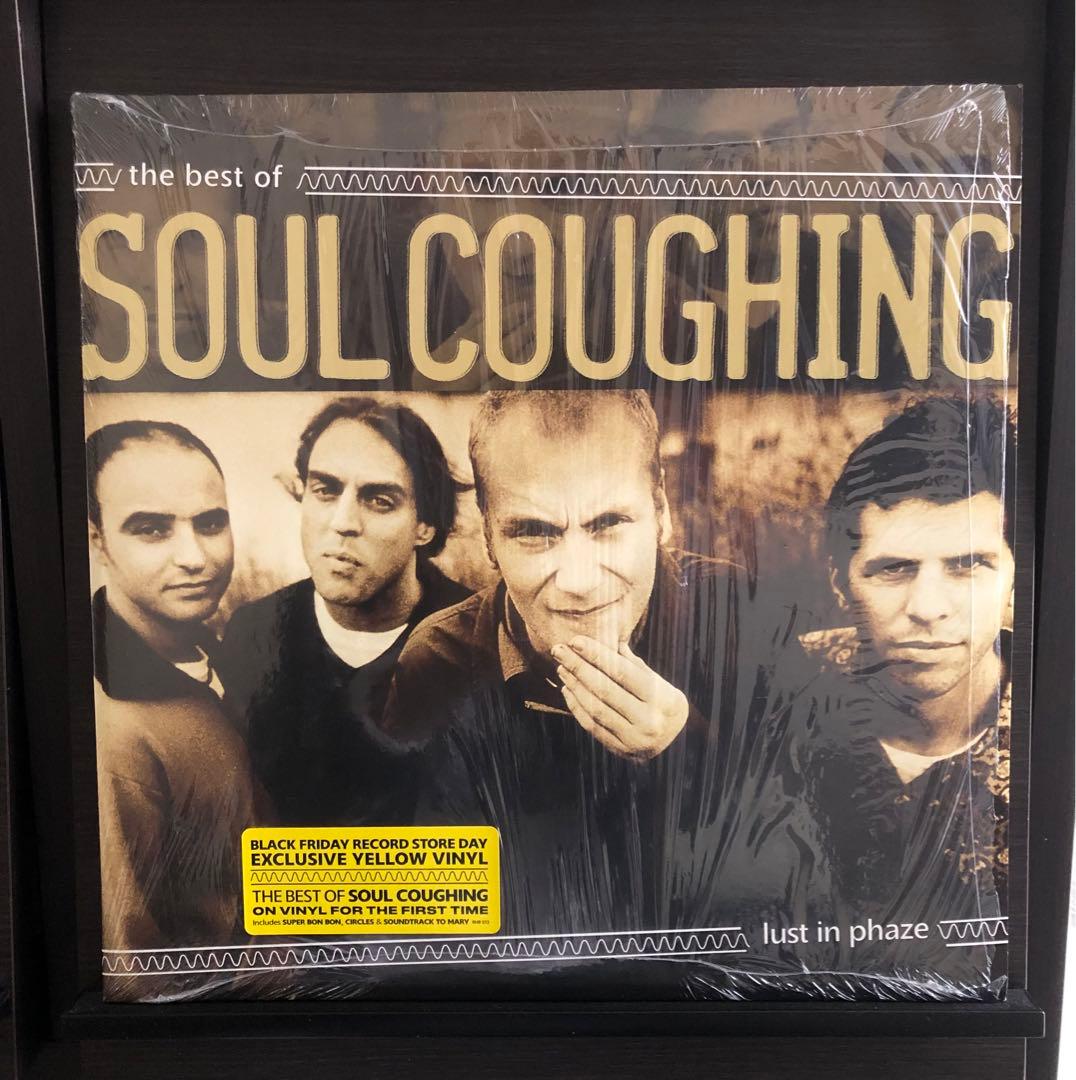 the best of
SOUL COUGHING
BLACK FRIDAY RECORD STORE DAY
EXCLUSIVE YELLOW VINYL
THE BEST OF SOUL COUGHING
ON VINYL FOR THE FIRST TIME
Includes SUPER BON BON, CIRCLES & SOUNDTRACK TO MARY
lust in phaze